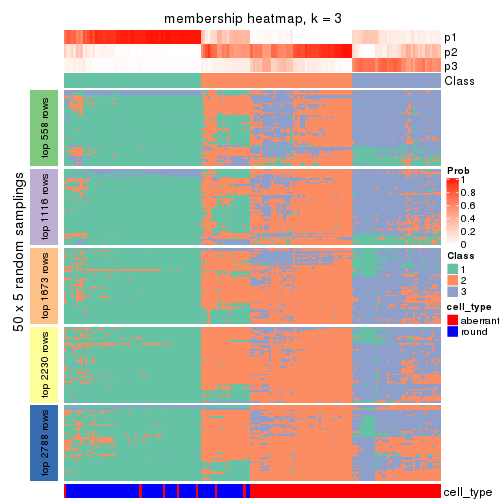 membership heatmap, k = 3
p1
p2
p3
Class
50 x 5 random samplings
top 558 rows
top 1116 rows
top 1673 rows
top 2230 rows
top 2788 rows
Prob
1
0.8
0.6
0.4
0.2
0
Class
1
2
3
cell_type
aberrant
round
cell_type